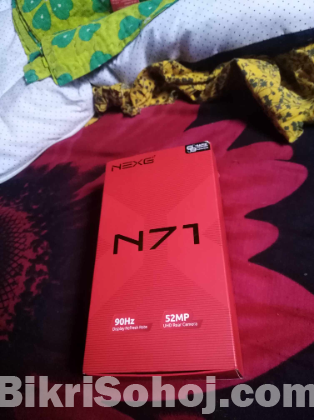 NEXG
N71
90Hz
Display Refresh Rate
52MP
UHD Rear Camera
BikriSohoj.com